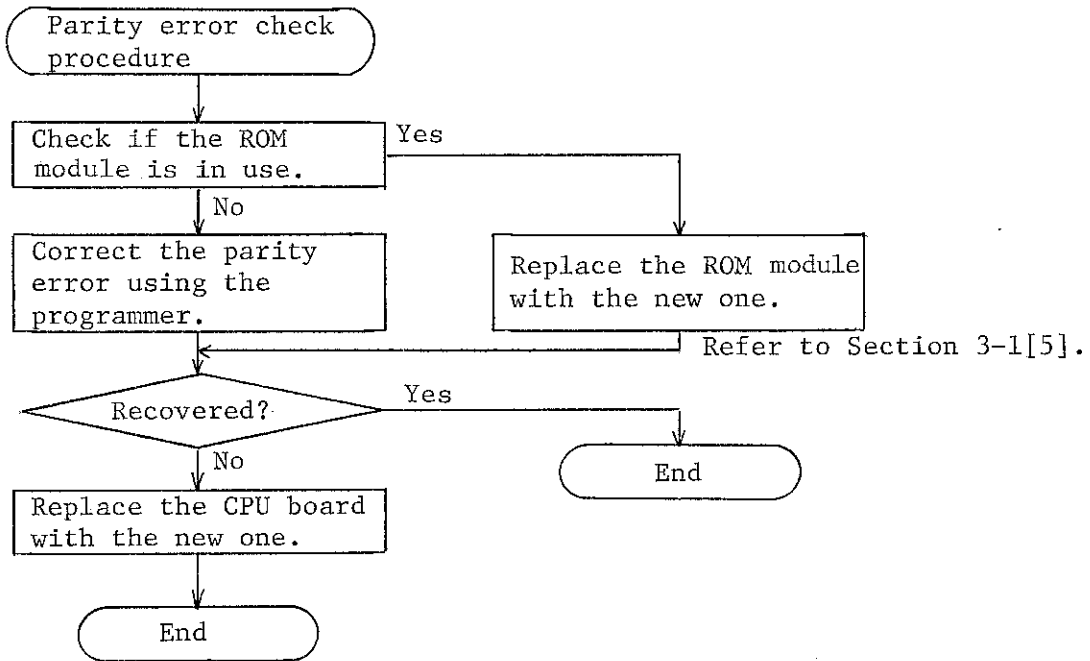 Parity error check
procedure
Check if the ROM
module is in use.
Yes
No
Correct the parity
error using the
programmer.
Replace the ROM module
with the new one.
Refer to Section 3-1[5].
Recovered?
Yes
No
End
Replace the CPU board
with the new one.
End